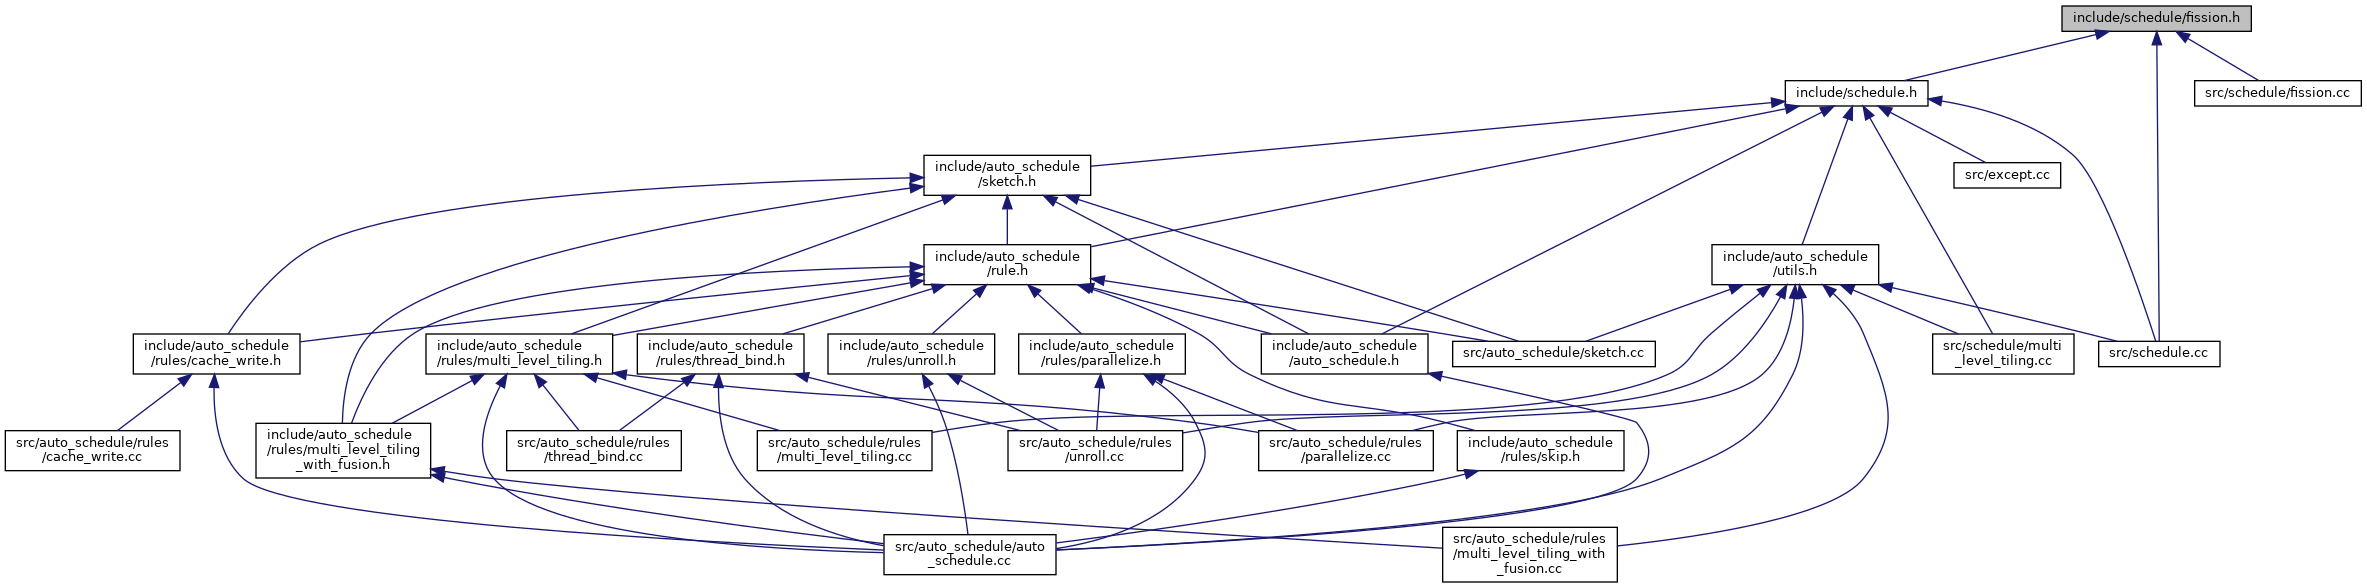 include/schedule/fission.h
include/schedule.h
src/schedule/fission.cc
include/auto_schedule
/sketch.h
src/except.cc
include/auto_schedule
/rule.h
include/auto_schedule
/utils.h
include/auto_schedule
/rules/cache_write.h
include/auto_schedule
/rules/multi_level_tiling.h
include/auto_schedule
/rules/thread_bind.h
include/auto_schedule
/rules/unroll.h
include/auto_schedule
/rules/parallelize.h
include/auto_schedule
/auto_schedule.h
src/auto_schedule/sketch.cc
src/schedule/multi
_level_tiling.cc
src/schedule.cc
src/auto_schedule/rules
/cache_write.cc
include/auto_schedule
/rules/multi_level_tiling
_with_fusion.h
src/auto_schedule/rules
/thread_bind.cc
src/auto_schedule/rules
/multi_level_tiling.cc
src/auto_schedule/rules
/unroll.cc
src/auto_schedule/rules
/parallelize.cc
include/auto_schedule
/rules/skip.h
src/auto_schedule/auto
_schedule.cc
src/auto_schedule/rules
/multi_level_tiling_with
_fusion.cc